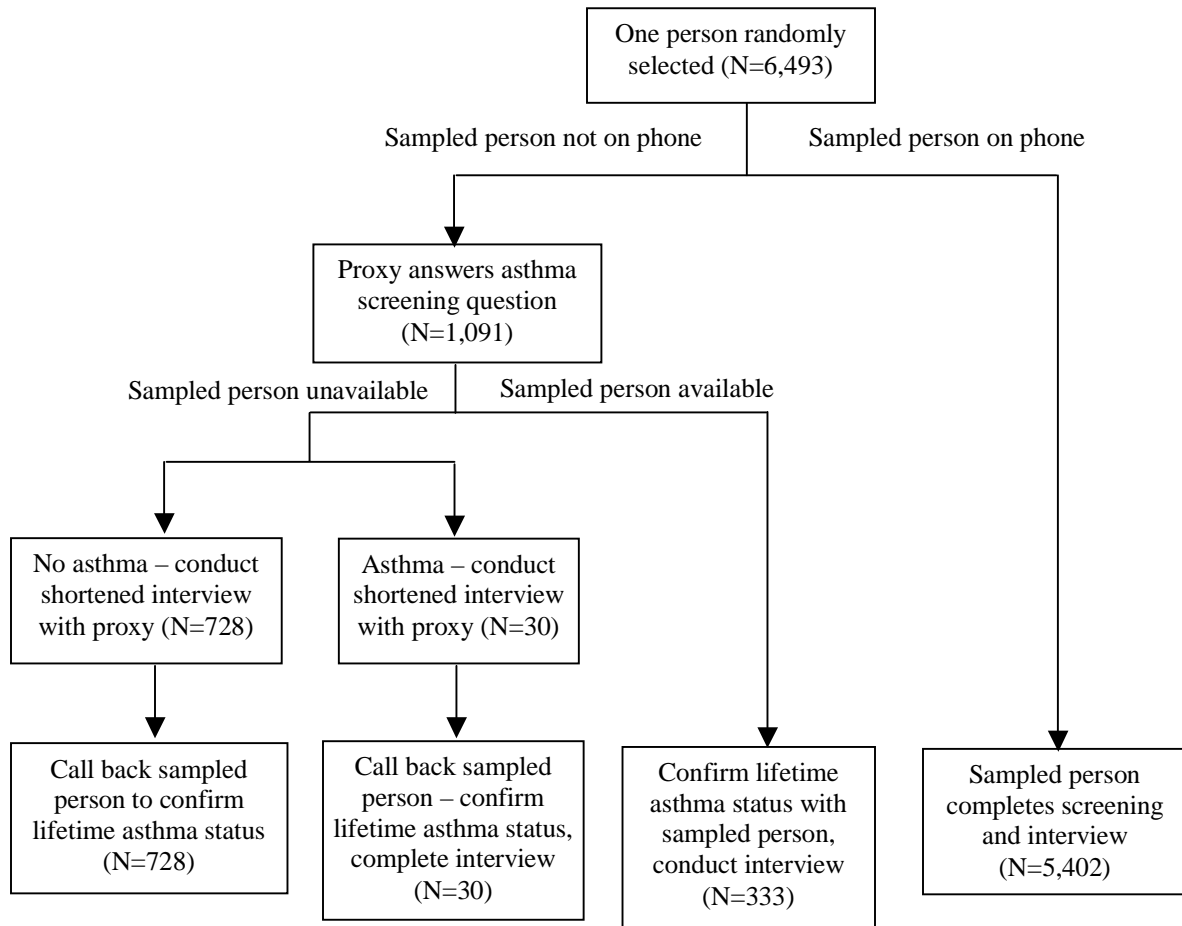 One person randomly
selected (N=6,493)
Sampled person not on phone
Sampled person on phone
Proxy answers asthma
screening question
(N=1,091)
Sampled person unavailable
Sampled person available
No asthma – conduct
shortened interview
with proxy (N=728)
Asthma – conduct
shortened interview
with proxy (N=30)
Call back sampled
person to confirm
lifetime asthma status
(N=728)
Call back sampled
person – confirm
lifetime asthma status,
complete interview
(N=30)
Confirm lifetime
asthma status with
sampled person,
conduct interview
(N=333)
Sampled person
completes screening
and interview
(N=5,402)